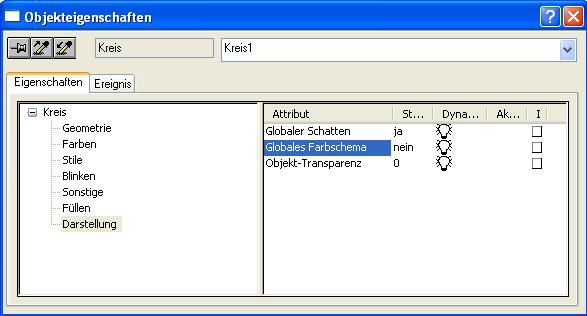 Objekteigenschaften
Kreis Kreis1
Eigenschaften Ereignis
Kreis
Geometrie
Farben
Stile
Blinken
Sonstige
Füllen
Darstellung
Attribut St... Dyna... Ak... I
Globaler Schatten ja
Globales Farbschema nein
Objekt-Transparenz 0